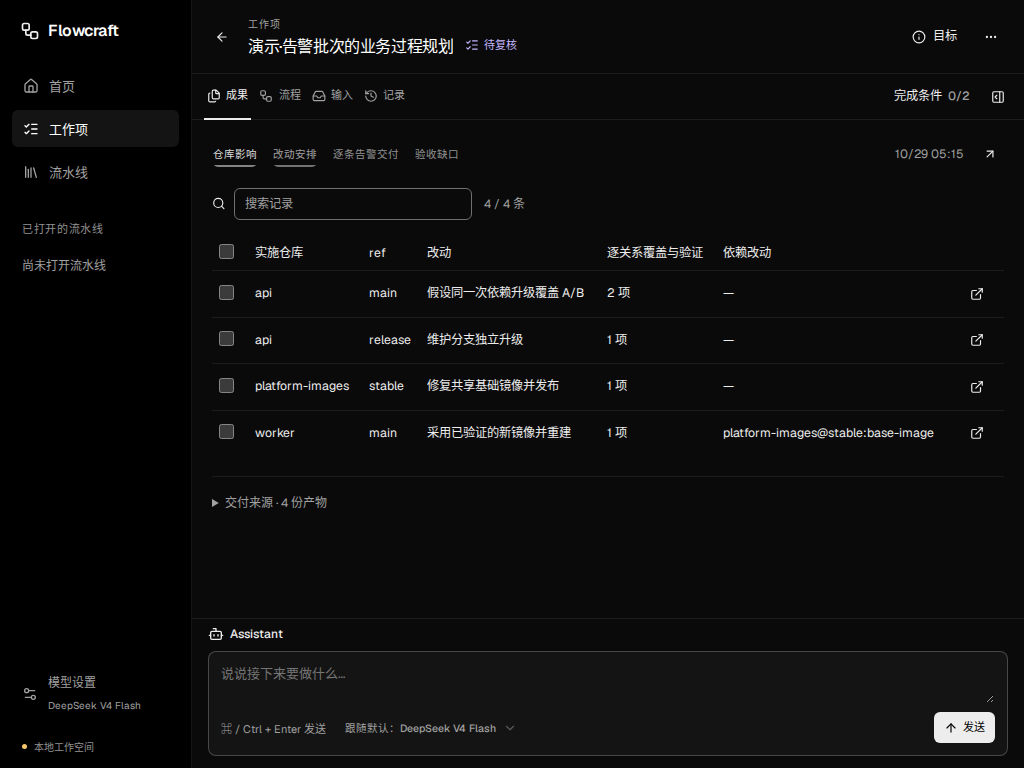 Flowcraft
首页
工作项
流水线
已打开的流水线
尚未打开流水线
模型设置
DeepSeek V4 Flash
本地工作空间
工作项
演示·告警批次的业务过程规划 待复核
目标
成果 流程 输入 记录
完成条件 0/2
仓库影响 改动安排 逐条告警交付 验收缺口
10/29 05:15
搜索记录
4 / 4 条
实施仓库 ref 改动 逐关系覆盖与验证 依赖改动
api main 假设同一次依赖升级覆盖 A/B 2 项 —
api release 维护分支独立升级 1 项 —
platform-images stable 修复共享基础镜像并发布 1 项 —
worker main 采用已验证的新镜像并重建 1 项 platform-images@stable:base-image
交付来源 · 4 份产物
Assistant
说说接下来要做什么…
⌘ / Ctrl + Enter 发送
跟随默认：DeepSeek V4 Flash
发送